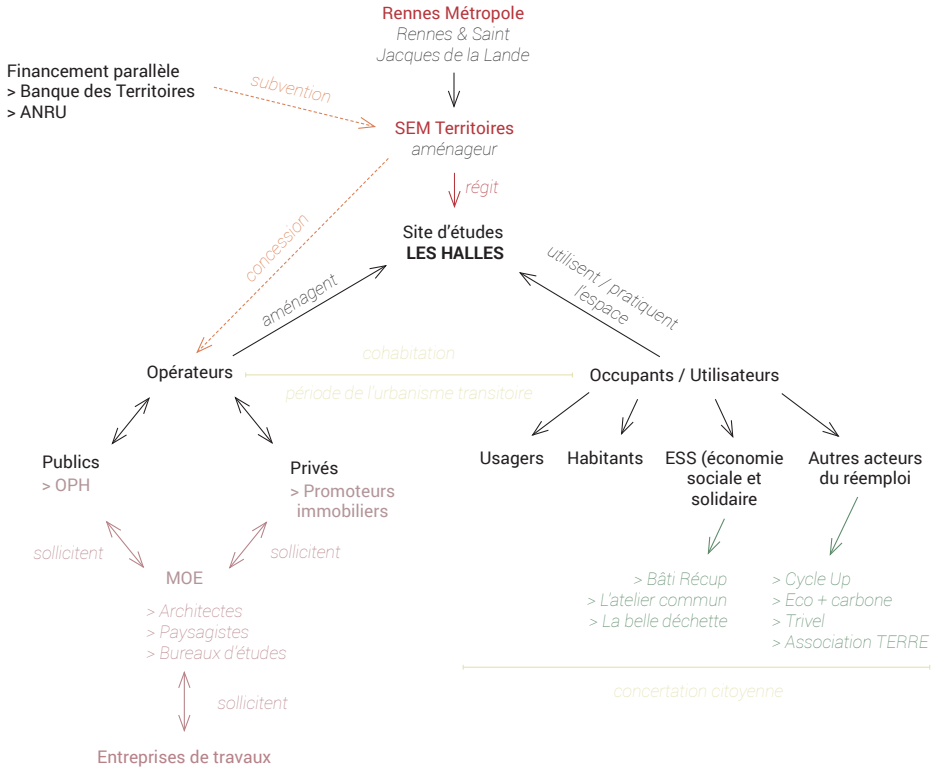 Rennes Métropole
Rennes & Saint
Jacques de la Lande
Financement parallèle
> Banque des Territoires
> ANRU
subvention
SEM Territoires
aménageur
régit
concession
Site d'études
LES HALLES
aménagent
utilisent / pratiquent
l'espace
cohabitation
Opérateurs
période de l'urbanisme transitoire
Occupants / Utilisateurs
Publics
> OPH
Privés
> Promoteurs
immobiliers
Usagers
Habitants
ESS (économie
sociale et
solidaire
Autres acteurs
du réemploi
sollicitent
sollicitent
MOE
> Architectes
> Paysagistes
> Bureaux d'études
> Bâti Récup
> L'atelier commun
> La belle déchette
> Cycle Up
> Eco + carbone
> Trivel
> Association TERRE
concertation citoyenne
sollicitent
Entreprises de travaux